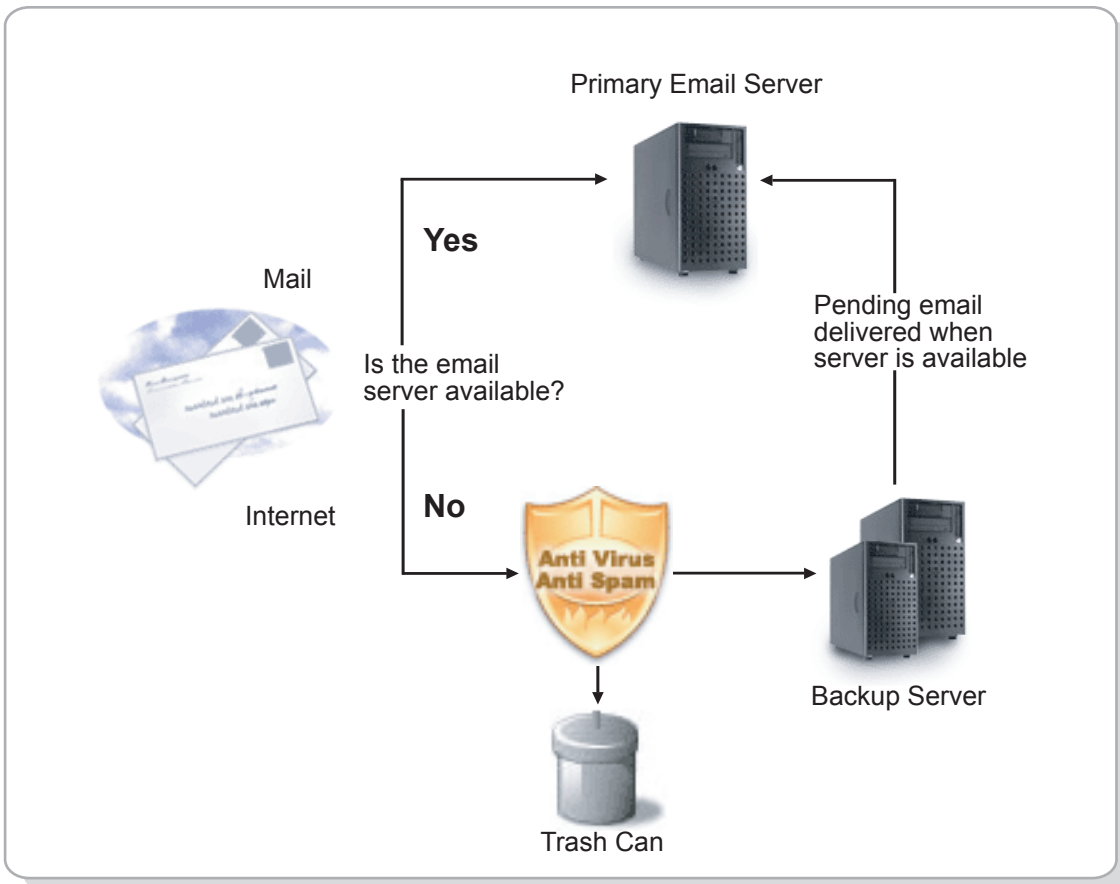 Primary Email Server
Yes
Mail
Is the email
server available?
Pending email
delivered when
server is available
Internet
No
Anti Virus
Anti Spam
Backup Server
Trash Can